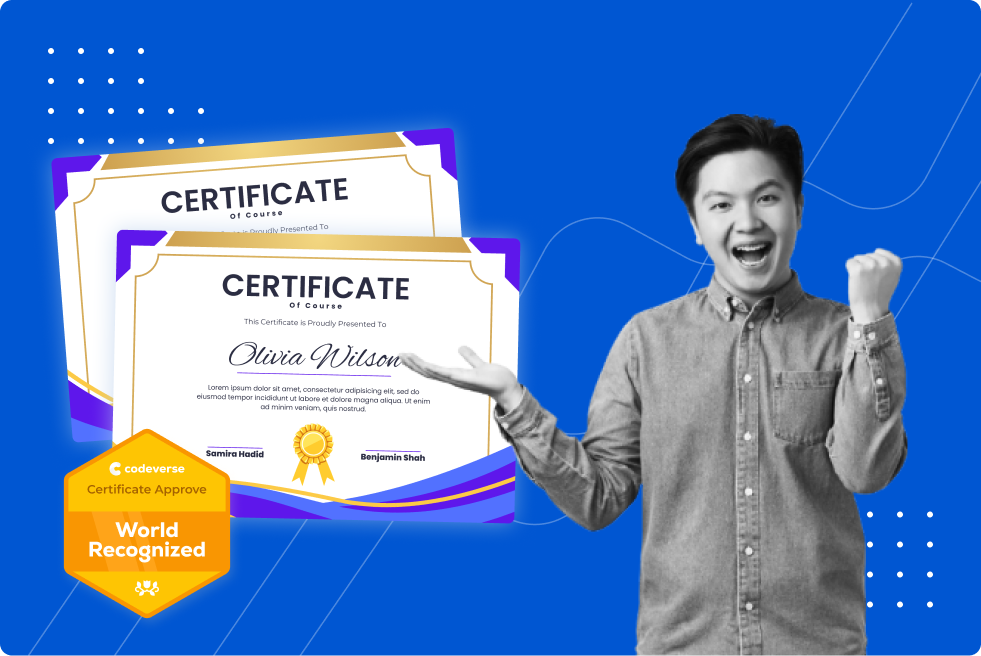 CERTIFICATE
Of Course
is Proudly Presented To
CERTIFICATE
Of Course
This Certificate is Proudly Presented To
Olivia Wilson
Lorem ipsum dolor sit amet, consectetur adipisicing elit, sed do
eiusmod tempor incididunt ut labore et dolore magna aliqua. Ut enim
ad minim veniam, quis nostrud.
Samira Hadid
Benjamin Shah
codeverse
Certificate Approve
World
Recognized